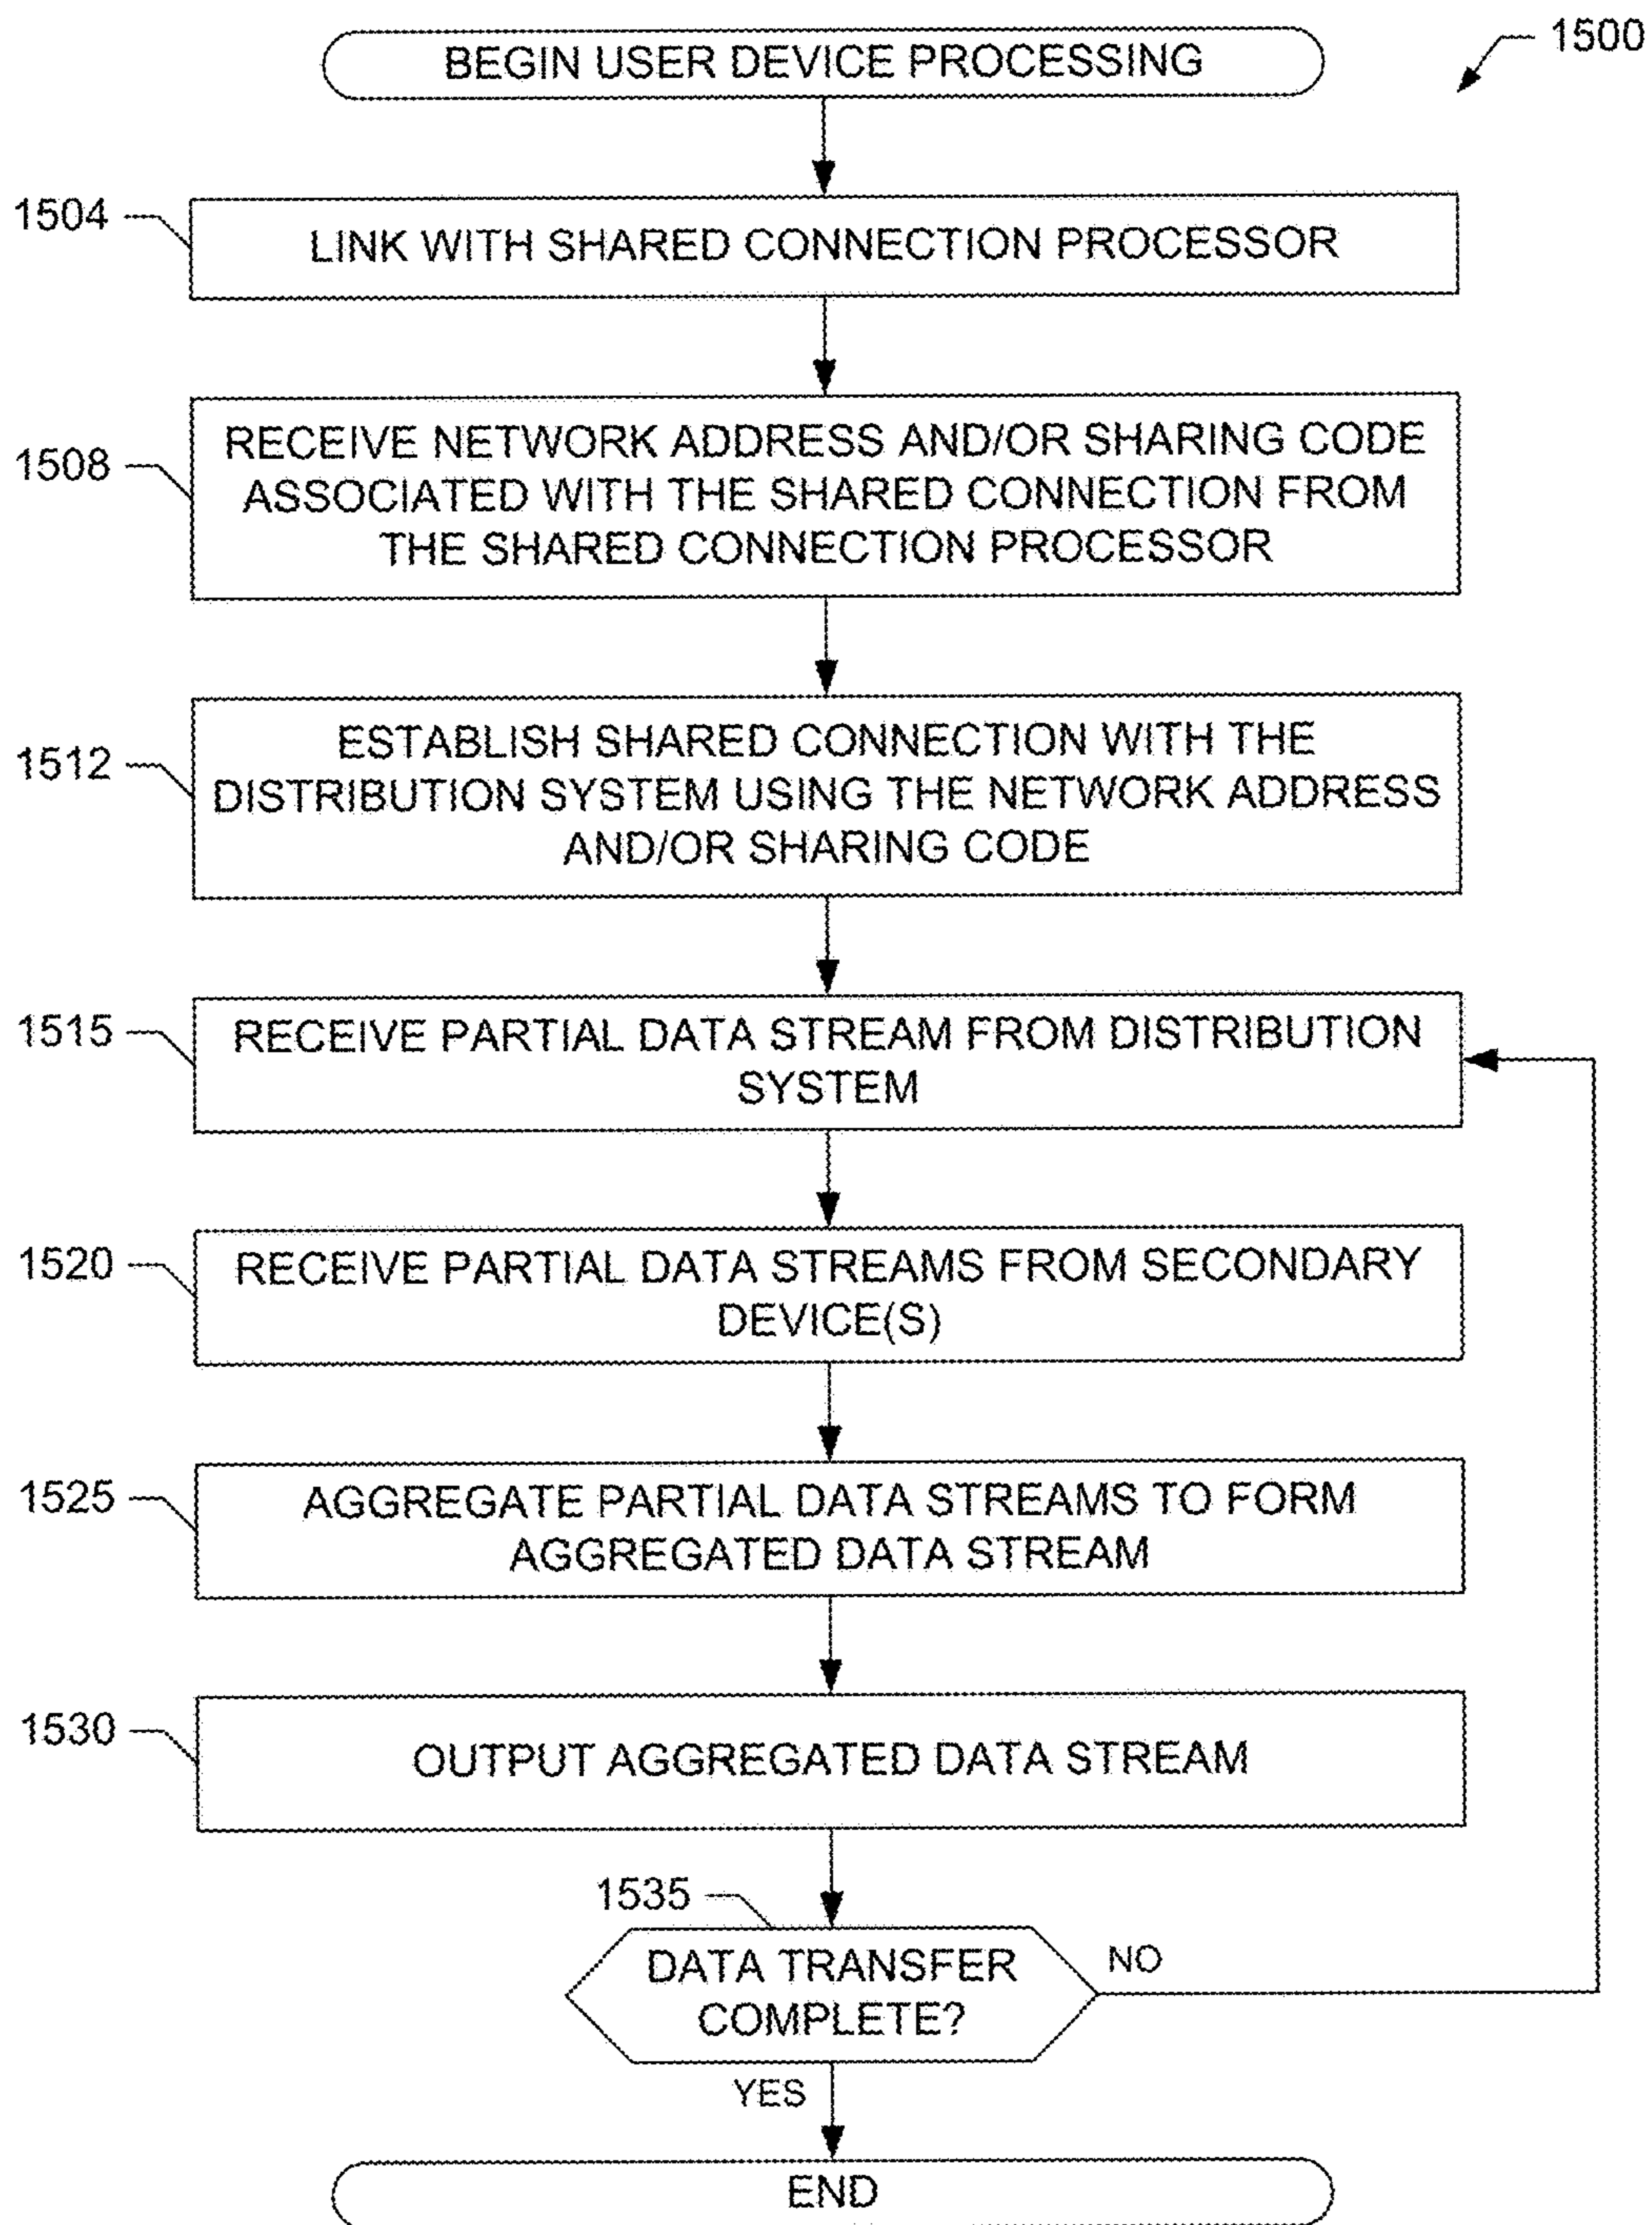 1500
BEGIN USER DEVICE PROCESSING
1504
LINK WITH SHARED CONNECTION PROCESSOR
1508
RECEIVE NETWORK ADDRESS AND/OR SHARING CODE
ASSOCIATED WITH THE SHARED CONNECTION FROM
THE SHARED CONNECTION PROCESSOR
1512
ESTABLISH SHARED CONNECTION WITH THE
DISTRIBUTION SYSTEM USING THE NETWORK ADDRESS
AND/OR SHARING CODE
1515
RECEIVE PARTIAL DATA STREAM FROM DISTRIBUTION
SYSTEM
1520
RECEIVE PARTIAL DATA STREAMS FROM SECONDARY
DEVICE(S)
1525
AGGREGATE PARTIAL DATA STREAMS TO FORM
AGGREGATED DATA STREAM
1530
OUTPUT AGGREGATED DATA STREAM
1535
DATA TRANSFER
COMPLETE?
NO
YES
END